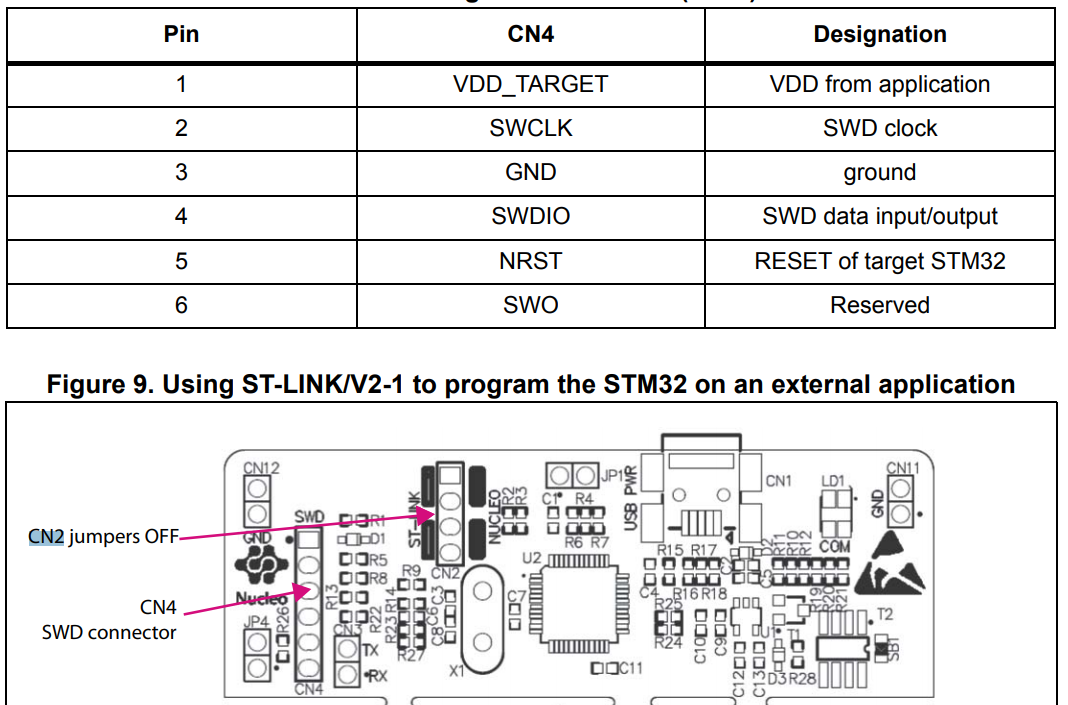 Pin CN4 Designation
1 VDD_TARGET VDD from application
2 SWCLK SWD clock
3 GND ground
4 SWDIO SWD data input/output
5 NRST RESET of target STM32
6 SWO Reserved
Figure 9. Using ST-LINK/V2-1 to program the STM32 on an external application
CN2 jumpers OFF
CN4
SWD connector
CN12
GND
Nucleo
JP4
R26
SWD
CN4
R13
R1
D1
R5
R8
R22
CN3
TX
RX
ST-LINK
NUCLEO
CN2
R9
R14
R23
R27
C3
C6
C8
X1
R2
R3
C1
R4
R6 R7
JP1
U2
C7
C11
USB PWR
CN1
R15 R17
C4 R16 R18
R25
R24
C2
D2
C5
C10
C9
U1
C12
C13
T1
D3 R28
R11
R10
R12
R19
R20
R21
LD1
COM
CN11
GND
T2
SB1